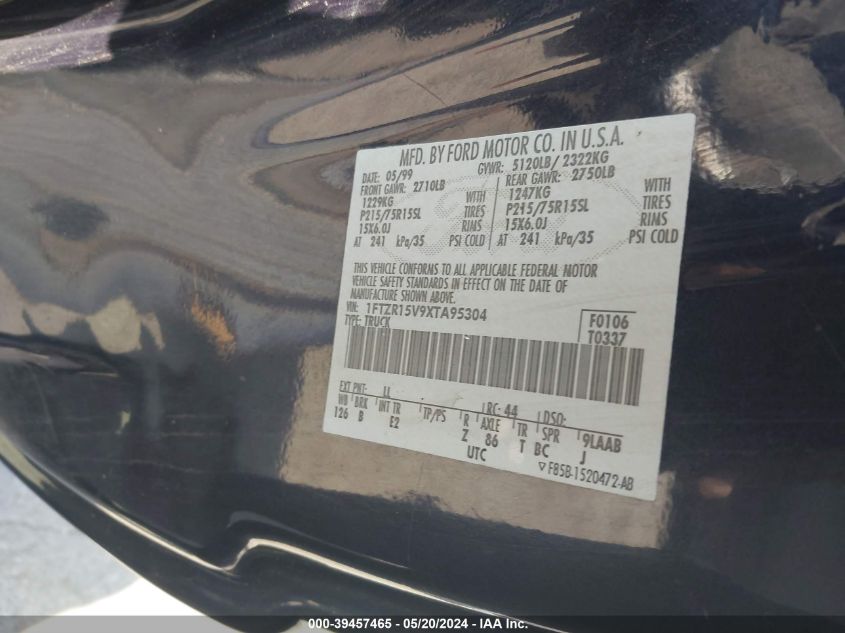 MFD. BY FORD MOTOR CO. IN U.S.A.
DATE: 05/99 GVWR: 5120LB/ 2322KG
FRONT GAWR: 2710LB REAR GAWR: 2750LB
1229KG WITH 1247KG WITH
P215/75R15SL TIRES P215/75R15SL TIRES
15X6.0J RIMS 15X6.0J RIMS
AT 241 kPa/35 PSI COLD AT 241 kPa/35 PSI COLD
THIS VEHICLE CONFORMS TO ALL APPLICABLE FEDERAL MOTOR
VEHICLE SAFETY STANDARDS IN EFFECT ON THE DATE OF
MANUFACTURE SHOWN ABOVE.
VIN: 1FTZR15V9XTA95304 F0106
TYPE: TRUCK T0337
EXT PNT: LL RC: 44 DSO:
WB BRK INT TR TP/PS R AXLE TR SPR 9LAAB
126 B E2 Z 86 T BC J
UTC
F85B-1520472-AB
000-39457465 - 05/20/2024 - IAA Inc.